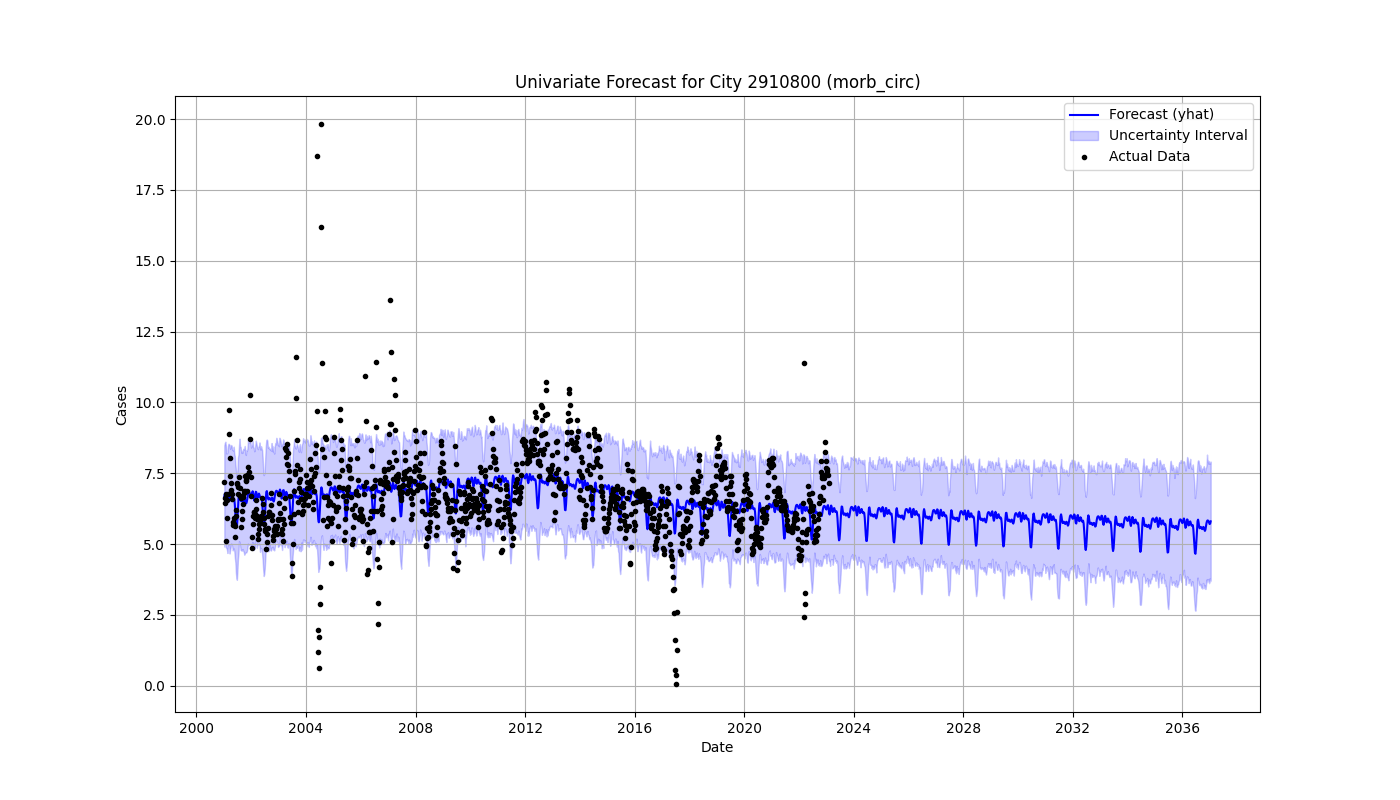 Univariate Forecast for City 2910800 (morb_circ)
Forecast (yhat)
Uncertainty Interval
Actual Data
20.0
17.5
15.0
12.5
10.0
7.5
5.0
2.5
0.0
Cases
2000 2004 2008 2012 2016 2020 2024 2028 2032 2036
Date